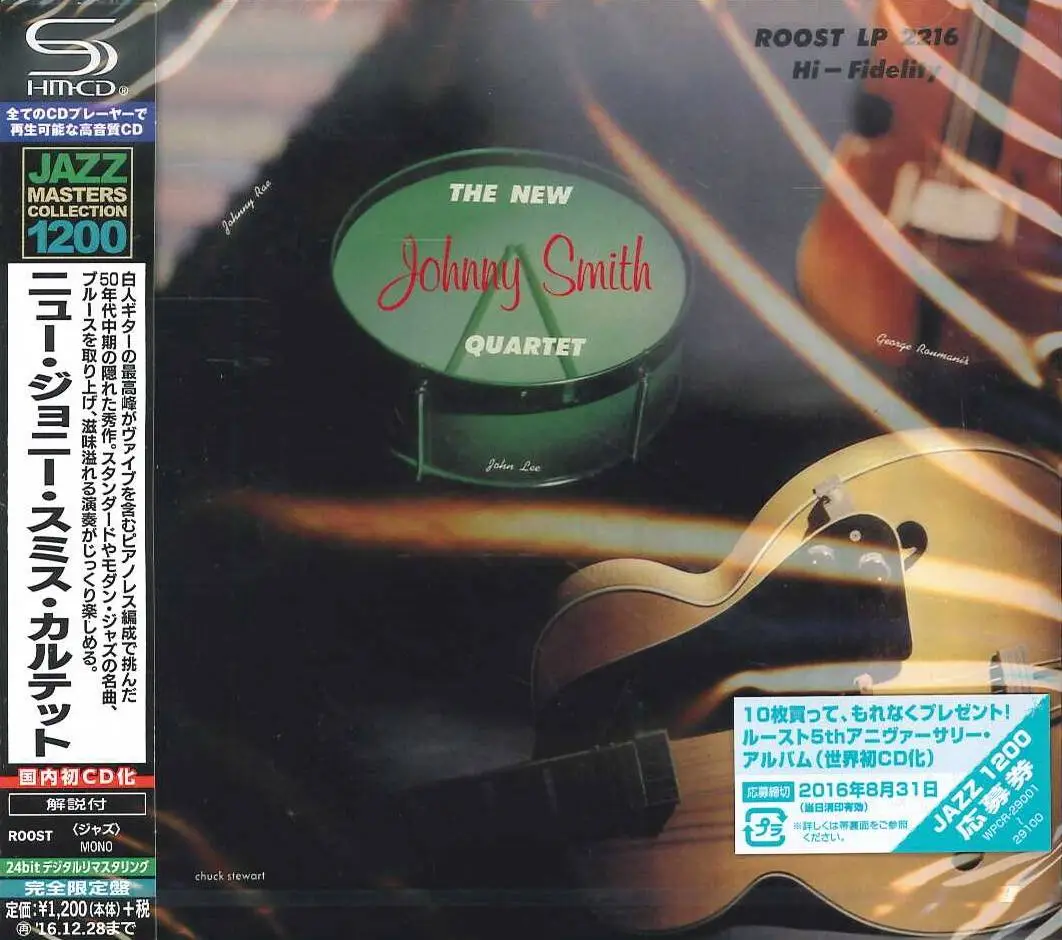 SHM-CD®
全てのCDプレーヤーで
再生可能な高音質CD
JAZZ
MASTERS
COLLECTION
1200
白人ギターの最高峰がヴァイブを含むピアノレス編成で挑んだ
50年代中期の隠れた秀作。スタンダードやモダン・ジャズの名曲、
ブルースを取り上げ、滋味溢れる演奏がじっくり楽しめる。
ニュー・ジョニー・スミス・カルテット
国内初CD化
解説付
ROOST
〈ジャズ〉
MONO
24bitデジタルリマスタリング
完全限定盤
定価:¥1,200(本体)+税
再 '16.12.28まで
ROOST LP 2216
Hi-Fidelity
Johnny Rae
THE NEW
Johnny Smith
QUARTET
John Lee
George Roumanis
chuck stewart
10枚買って、もれなくプレゼント!
ルースト5thアニヴァーサリー・
アルバム(世界初CD化)
応募締切 2016年8月31日
(当日消印有効)
プラ
※詳しくは帯裏面をご参照
ください。
JAZZ 1200
応募券
WPCR-29001
~
29100